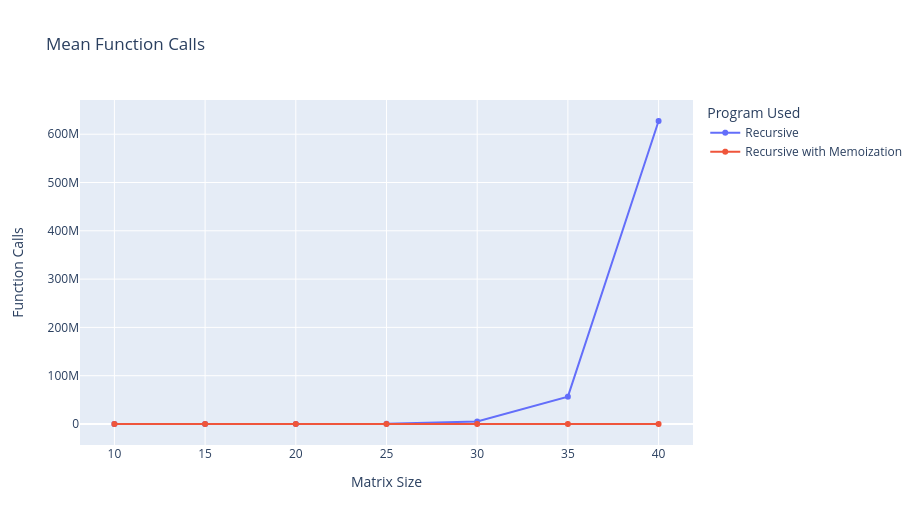 Mean Function Calls
Program Used
Recursive
Recursive with Memoization
Function Calls
600M
500M
400M
300M
200M
100M
0
10 15 20 25 30 35 40
Matrix Size